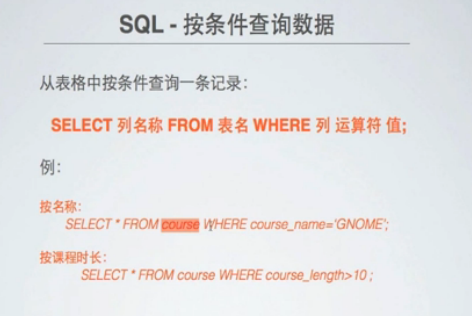 SQL - 按条件查询数据
从表格中按条件查询一条记录：
SELECT 列名称 FROM 表名 WHERE 列 运算符 值;
例：
按名称：
SELECT * FROM course WHERE course_name='GNOME';
按课程时长：
SELECT * FROM course WHERE course_length>10 ;